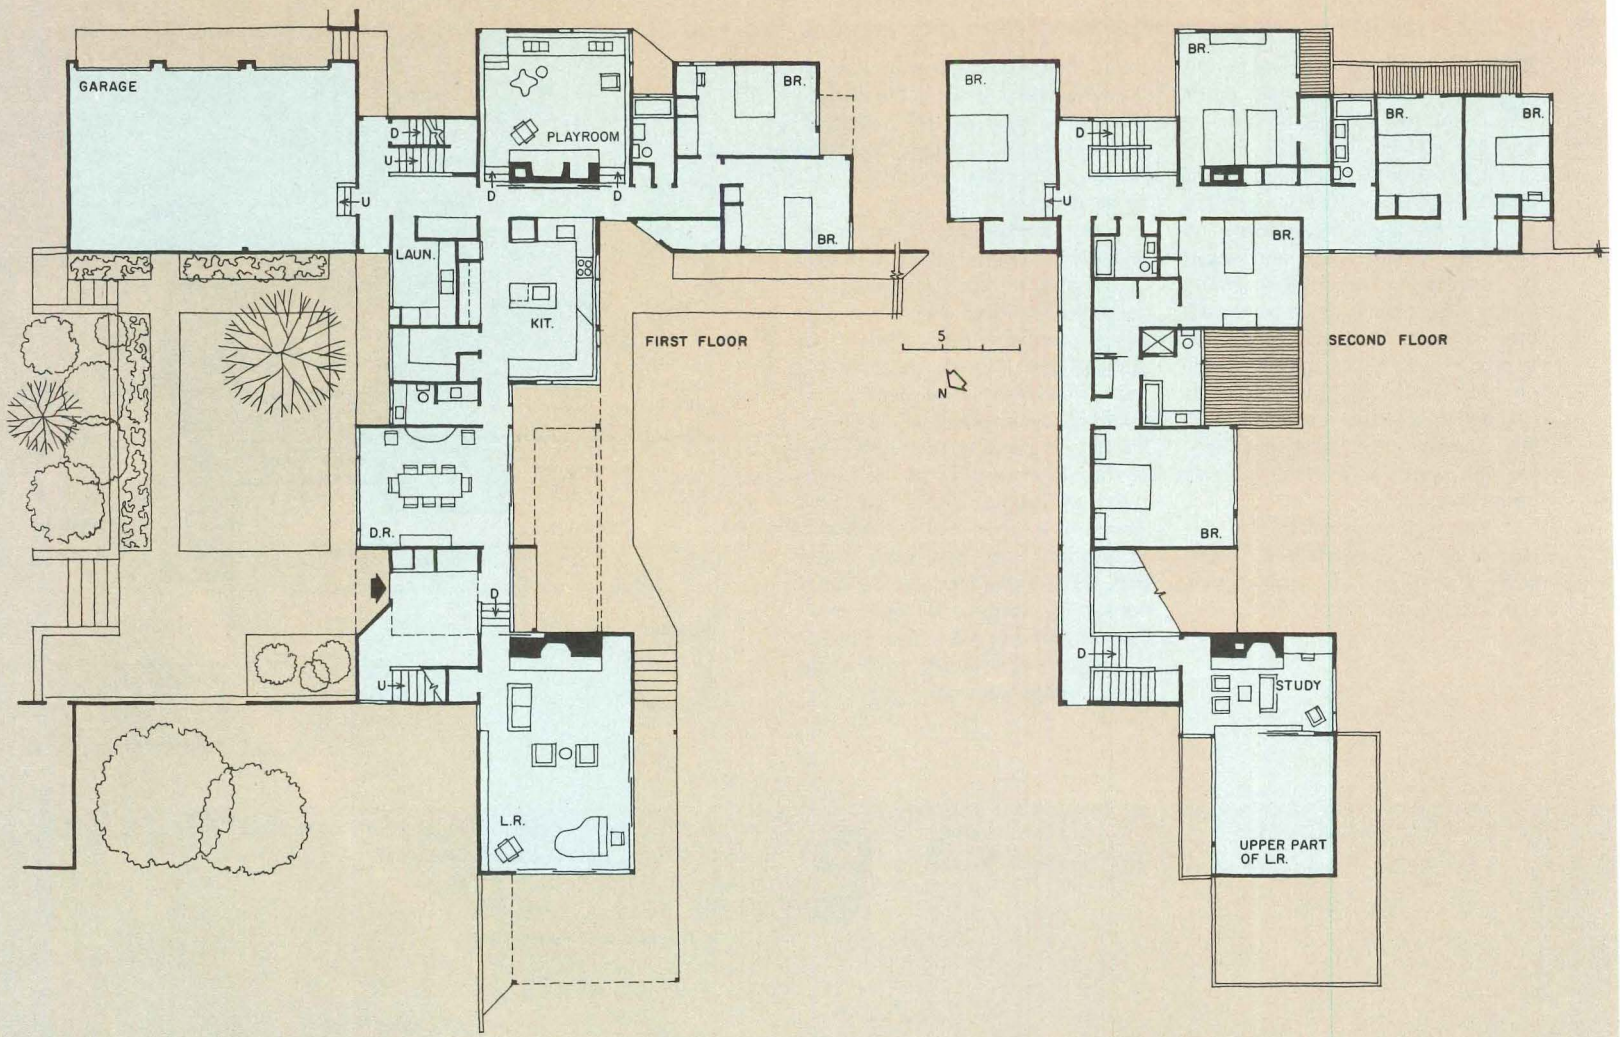 GARAGE
D
U
U
PLAYROOM
D
D
BR.
BR.
LAUN.
KIT.
FIRST FLOOR
D.R.
D
U
L.R.
5
N
BR.
D
U
BR.
BR.
BR.
BR.
SECOND FLOOR
BR.
D
STUDY
UPPER PART
OF L.R.